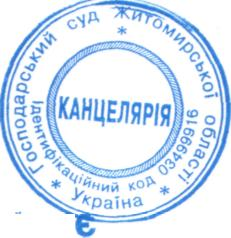 Господарський суд Житомирської області
Ідентифікаційний код 03499916
* Україна *
КАНЦЕЛЯРІЯ
Є